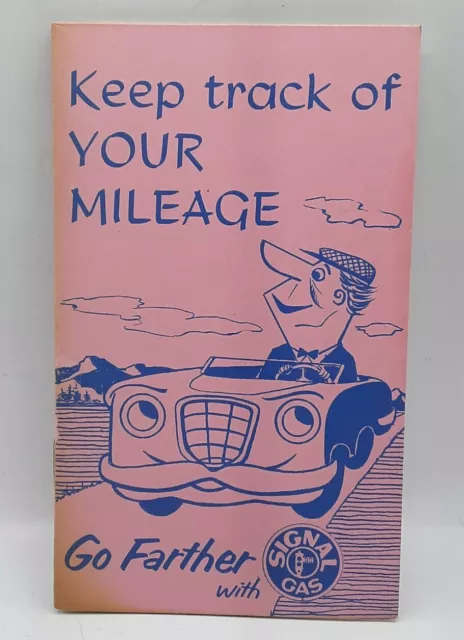 Keep track of
YOUR
MILEAGE
Go Farther
with
SIGNAL
GAS